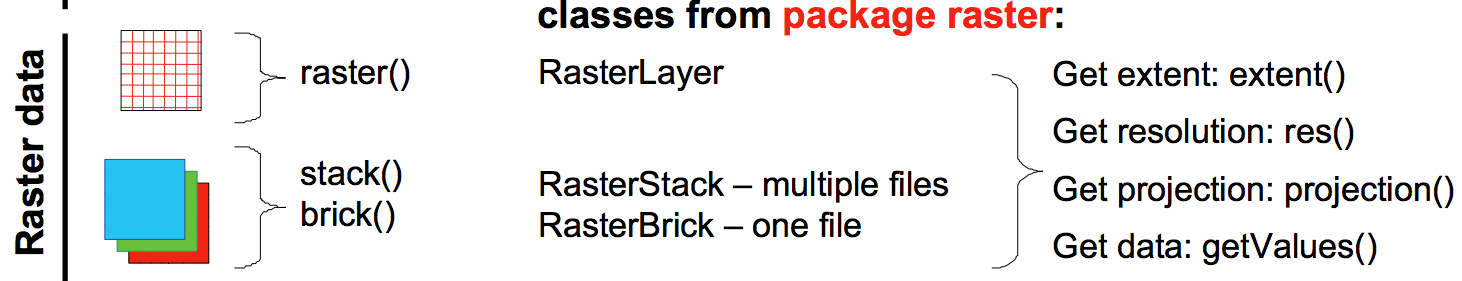 classes from package raster:
Raster data
raster()
RasterLayer
stack()
brick()
RasterStack – multiple files
RasterBrick – one file
Get extent: extent()
Get resolution: res()
Get projection: projection()
Get data: getValues()